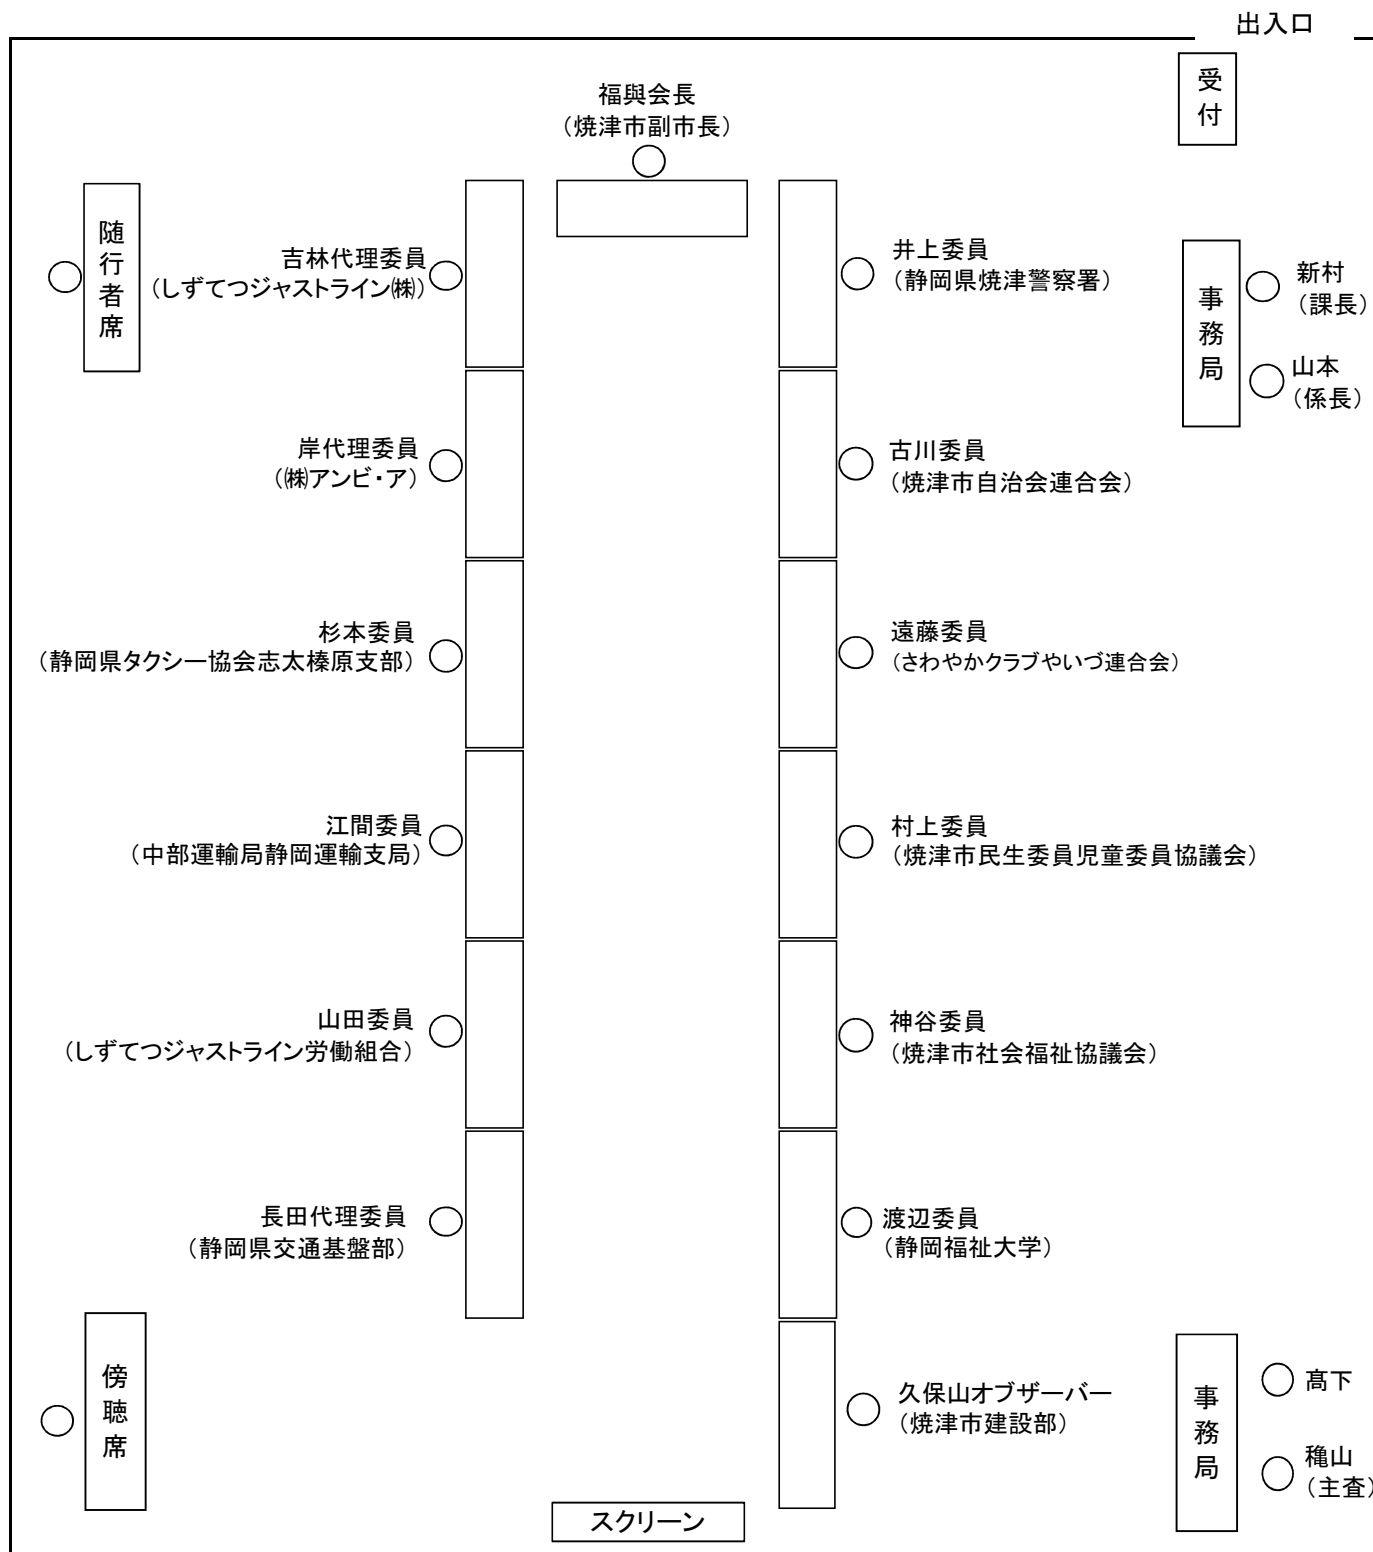 出入口
受付
福與会長
（焼津市副市長）
随行者席
吉林代理委員
（しずてつジャストライン㈱）
井上委員
（静岡県焼津警察署）
事務局
新村
（課長）
山本
（係長）
岸代理委員
（㈱アンビ・ア）
古川委員
（焼津市自治会連合会）
杉本委員
（静岡県タクシー協会志太榛原支部）
遠藤委員
（さわやかクラブやいづ連合会）
江間委員
（中部運輸局静岡運輸支局）
村上委員
（焼津市民生委員児童委員協議会）
山田委員
（しずてつジャストライン労働組合）
神谷委員
（焼津市社会福祉協議会）
長田代理委員
（静岡県交通基盤部）
渡辺委員
（静岡福祉大学）
傍聴席
久保山オブザーバー
（焼津市建設部）
事務局
髙下
穐山
（主査）
スクリーン